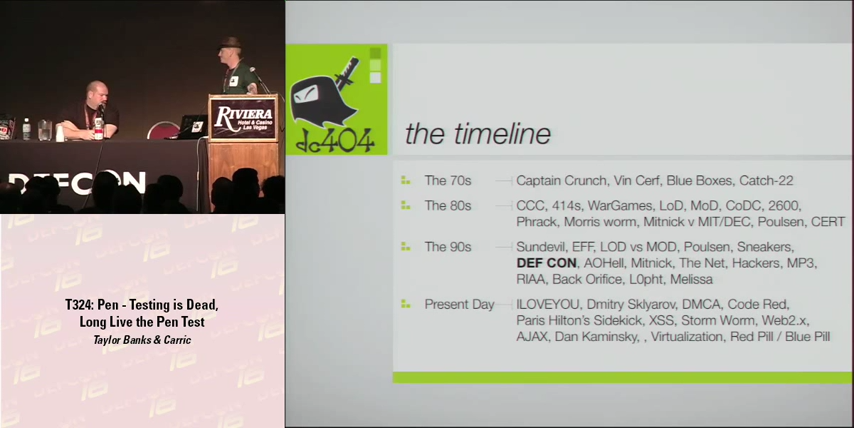 RIVIERA
Hotel & Casino
Las Vegas
DEFCON
T324: Pen - Testing is Dead,
Long Live the Pen Test
Taylor Banks & Carric
dc404
the timeline
The 70s
Captain Crunch, Vin Cerf, Blue Boxes, Catch-22
The 80s
CCC, 414s, WarGames, LoD, MoD, CoDC, 2600,
Phrack, Morris worm, Mitnick v MIT/DEC, Poulsen, CERT
The 90s
Sundevil, EFF, LOD vs MOD, Poulsen, Sneakers,
DEF CON, AOHell, Mitnick, The Net, Hackers, MP3,
RIAA, Back Orifice, L0pht, Melissa
Present Day
ILOVEYOU, Dmitry Sklyarov, DMCA, Code Red,
Paris Hilton's Sidekick, XSS, Storm Worm, Web2.x,
AJAX, Dan Kaminsky, , Virtualization, Red Pill / Blue Pill